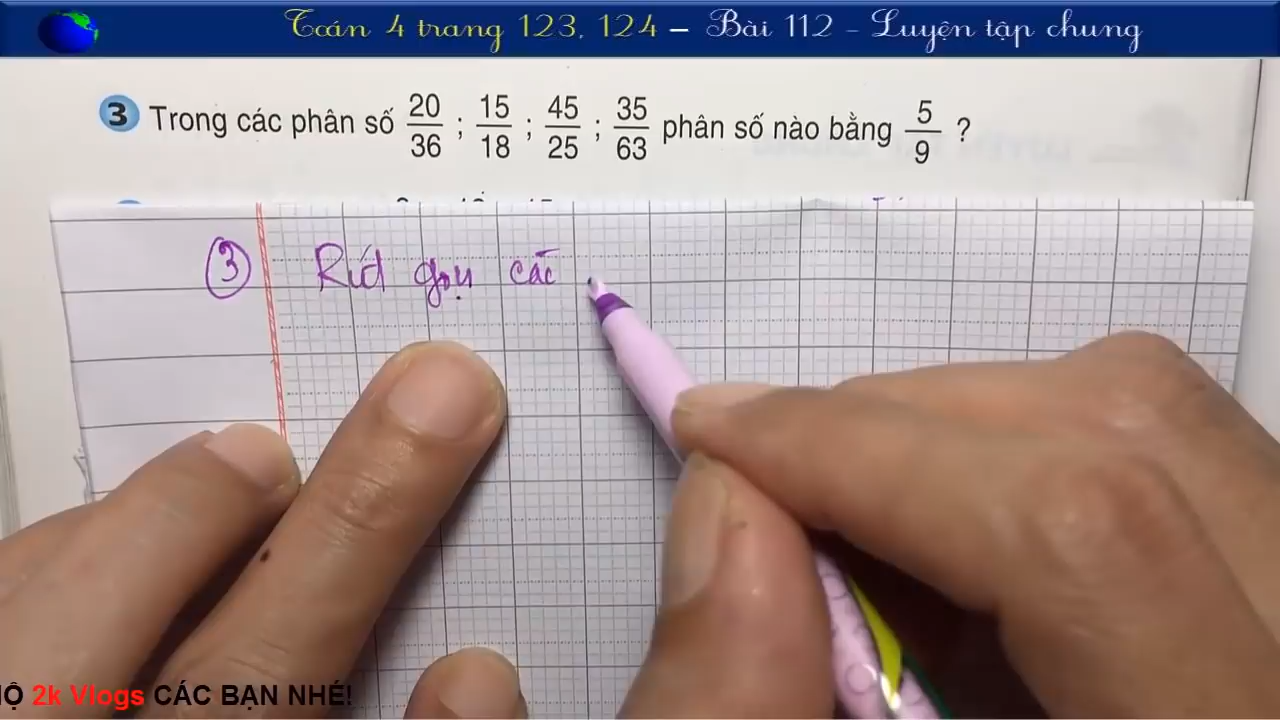 Toán 4 trang 123, 124 – Bài 112 - Luyện tập chung
3 Trong các phân số 20/36 ; 15/18 ; 45/25 ; 35/63 phân số nào bằng 5/9 ?
3 Rút gọn các
2k Vlogs CÁC BẠN NHÉ!